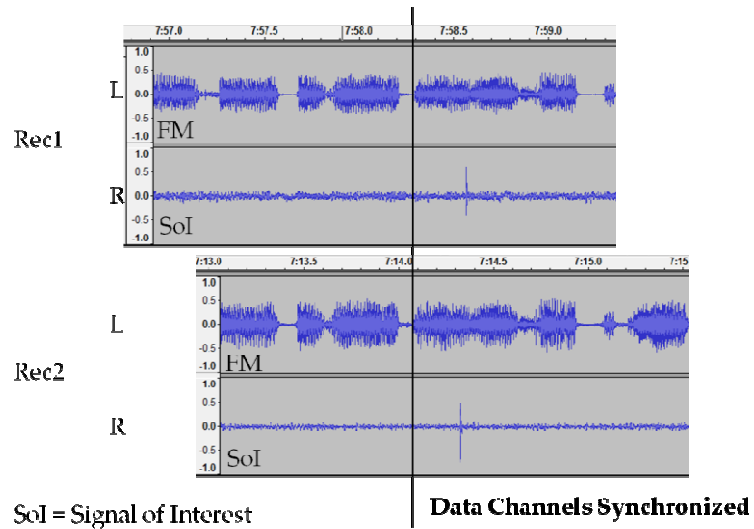 7:57.0 7:57.5 7:58.0 7:58.5 7:59.0
1.0
0.5
L 0.0
-0.5
-1.0 FM
Rec1
1.0
0.5
R 0.0
-0.5
-1.0 SoI
7:13.0 7:13.5 7:14.0 7:14.5 7:15.0 7:15
1.0
0.5
L 0.0
-0.5
-1.0 FM
Rec2
1.0
0.5
R 0.0
-0.5
-1.0 SoI
SoI = Signal of Interest
Data Channels Synchronized